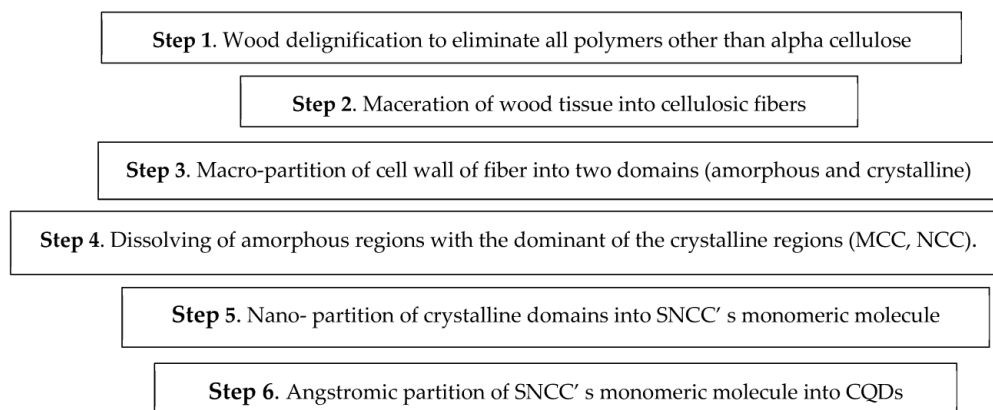 Step 1. Wood delignification to eliminate all polymers other than alpha cellulose
Step 2. Maceration of wood tissue into cellulosic fibers
Step 3. Macro-partition of cell wall of fiber into two domains (amorphous and crystalline)
Step 4. Dissolving of amorphous regions with the dominant of the crystalline regions (MCC, NCC).
Step 5. Nano- partition of crystalline domains into SNCC’ s monomeric molecule
Step 6. Angstromic partition of SNCC’ s monomeric molecule into CQDs